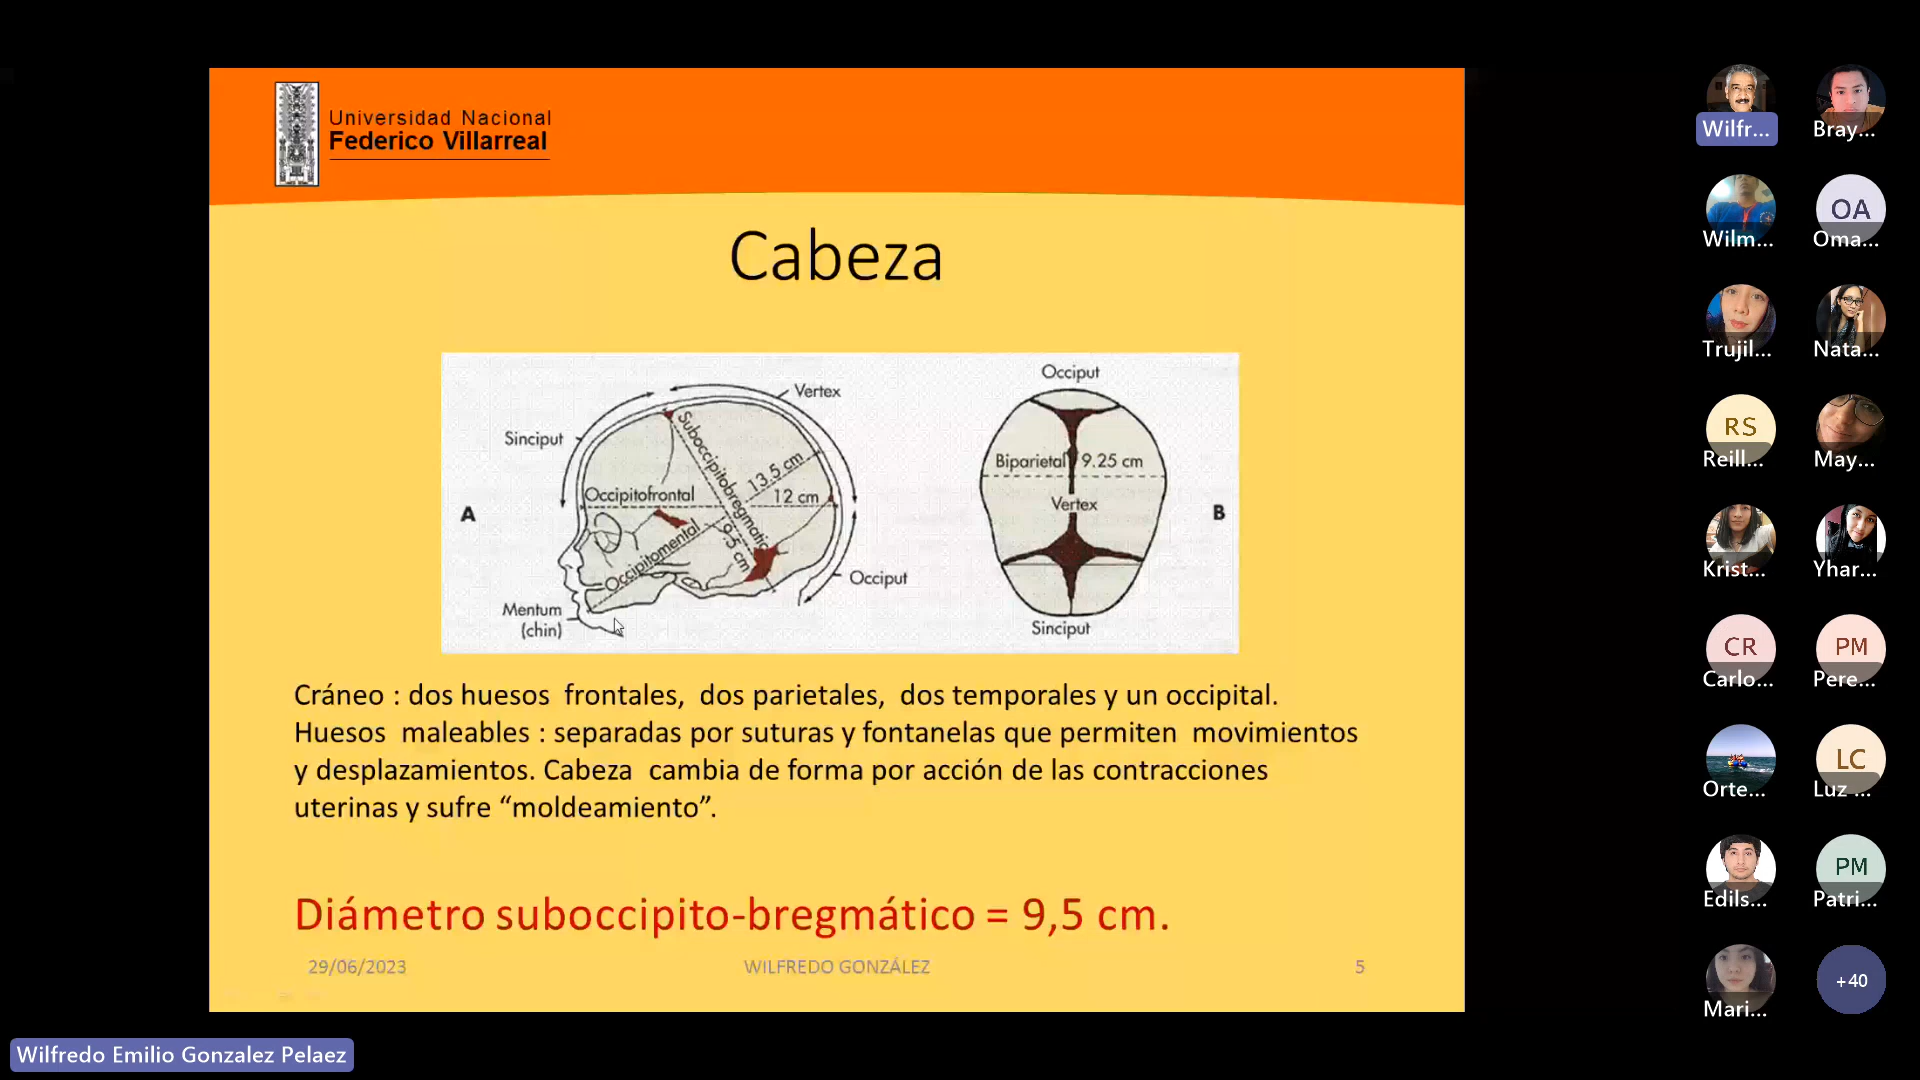 Universidad Nacional
Federico Villarreal
Cabeza
Vertex
Sinciput
Suboccipitobregmatic
13.5 cm
Occipitofrontal
12 cm
A
9.5 cm
Occipitomental
Occiput
Mentum
(chin)
Occiput
Biparietal 9.25 cm
Vertex
B
Sinciput
Cráneo : dos huesos frontales, dos parietales, dos temporales y un occipital.
Huesos maleables : separadas por suturas y fontanelas que permiten movimientos
y desplazamientos. Cabeza cambia de forma por acción de las contracciones
uterinas y sufre “moldeamiento”.
Diámetro suboccipito-bregmático = 9,5 cm.
29/06/2023
WILFREDO GONZÁLEZ
5
Wilfr...
Bray...
Wilm...
OA
Oma...
Trujil...
Nata...
RS
Reill...
May...
Krist...
Yhar...
CR
Carlo...
PM
Pere...
Orte...
LC
Luz ...
Edils...
PM
Patri...
Mari...
+40
Wilfredo Emilio Gonzalez Pelaez